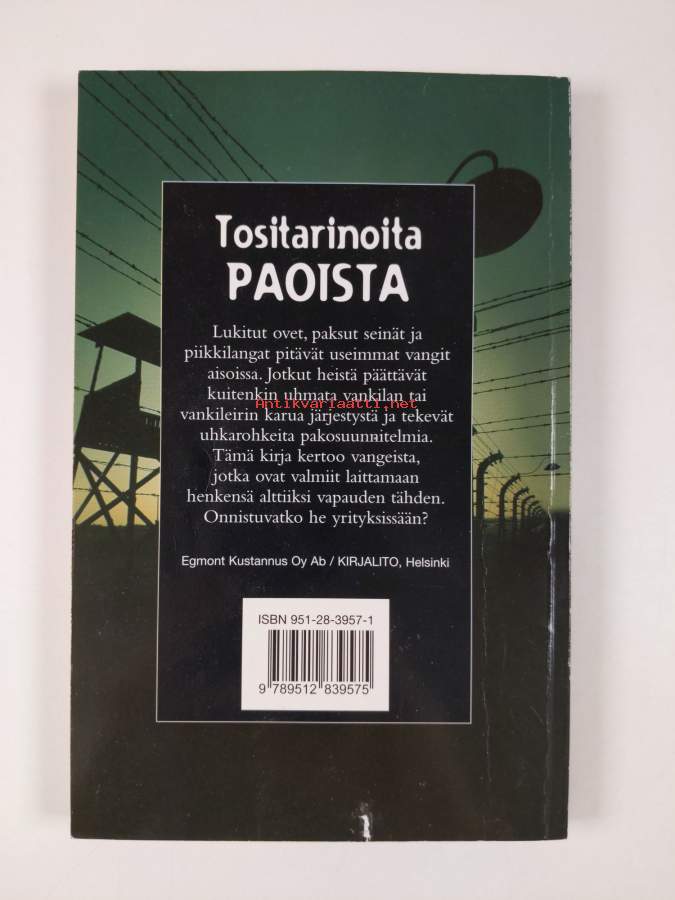 Tositarinoita
PAOISTA
Lukitut ovet, paksut seinät ja
piikkilangat pitävät useimmat vangit
aisoissa. Jotkut heistä päättävät
kuitenkin uhmata vankilan tai
Antikvariaatti.net
vankileirin karua järjestystä ja tekevät
uhkarohkeita pakosuunnitelmia.
Tämä kirja kertoo vangeista,
jotka ovat valmiit laittamaan
henkensä alttiiksi vapauden tähden.
Onnistuvatko he yrityksissään?
Egmont Kustannus Oy Ab / KIRJALITO, Helsinki
ISBN 951-28-3957-1
9 789512 839575